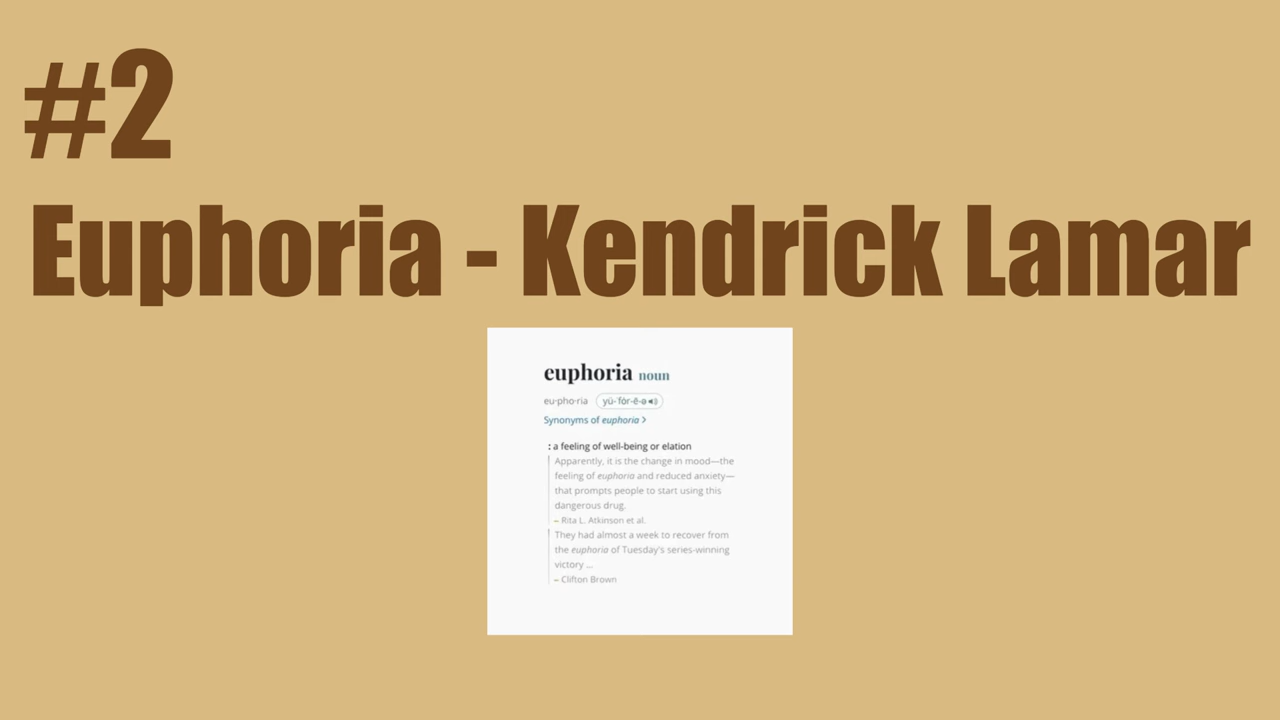 #2
Euphoria - Kendrick Lamar
euphoria noun
eu·pho·ria yu̇-ˈfȯr-ē-ə
Synonyms of euphoria >
: a feeling of well-being or elation
Apparently, it is the change in mood—the
feeling of euphoria and reduced anxiety—
that prompts people to start using this
dangerous drug.
– Rita L. Atkinson et al.
They had almost a week to recover from
the euphoria of Tuesday's series-winning
victory ...
– Clifton Brown